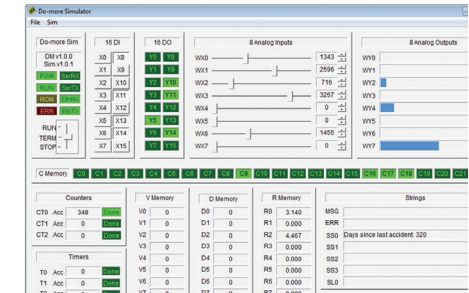 Do-more Simulator
File Sim
Do-more Sim 16 DI 16 DO 8 Analog Inputs 8 Analog Outputs
DM v1.0.0
Sim v1.0.1
PWR SerRX
RUN SerTX
ROM EthRx
ERR EthTx
RUN
TERM
STOP
X0 X8
X1 X9
X2 X10
X3 X11
X4 X12
X5 X13
X6 X14
X7 X15
Y0 Y8
Y1 Y9
Y2 Y10
Y3 Y11
Y4 Y12
Y5 Y13
Y6 Y14
Y7 Y15
WX0 1343
WX1 2596
WX2 716
WX3 3267
WX4 0
WX5 0
WX6 1455
WX7 0
WY0
WY1
WY2
WY3
WY4
WY5
WY6
WY7
C Memory C0 C1 C2 C3 C4 C5 C6 C7 C8 C9 C10 C11 C12 C13 C14 C15 C16 C17 C18 C19 C20 C21
Counters V Memory D Memory R Memory Strings
CT0 .Acc 348 Done
CT1 .Acc 0 Done
CT2 .Acc 0 Done
Timers
T0 .Acc 0 Done
T1 .Acc 0 Done
V0 0
V1 0
V2 0
V3 0
V4 0
V5 0
V6 0
D0 0
D1 0
D2 0
D3 0
D4 0
D5 0
D6 0
R0 3.140
R1 0.000
R2 4.467
R3 0.000
R4 0.000
R5 0.000
R6 0.000
MSG
ERR
SS0 Days since last accident: 320
SS1
SS2
SS3
SL0